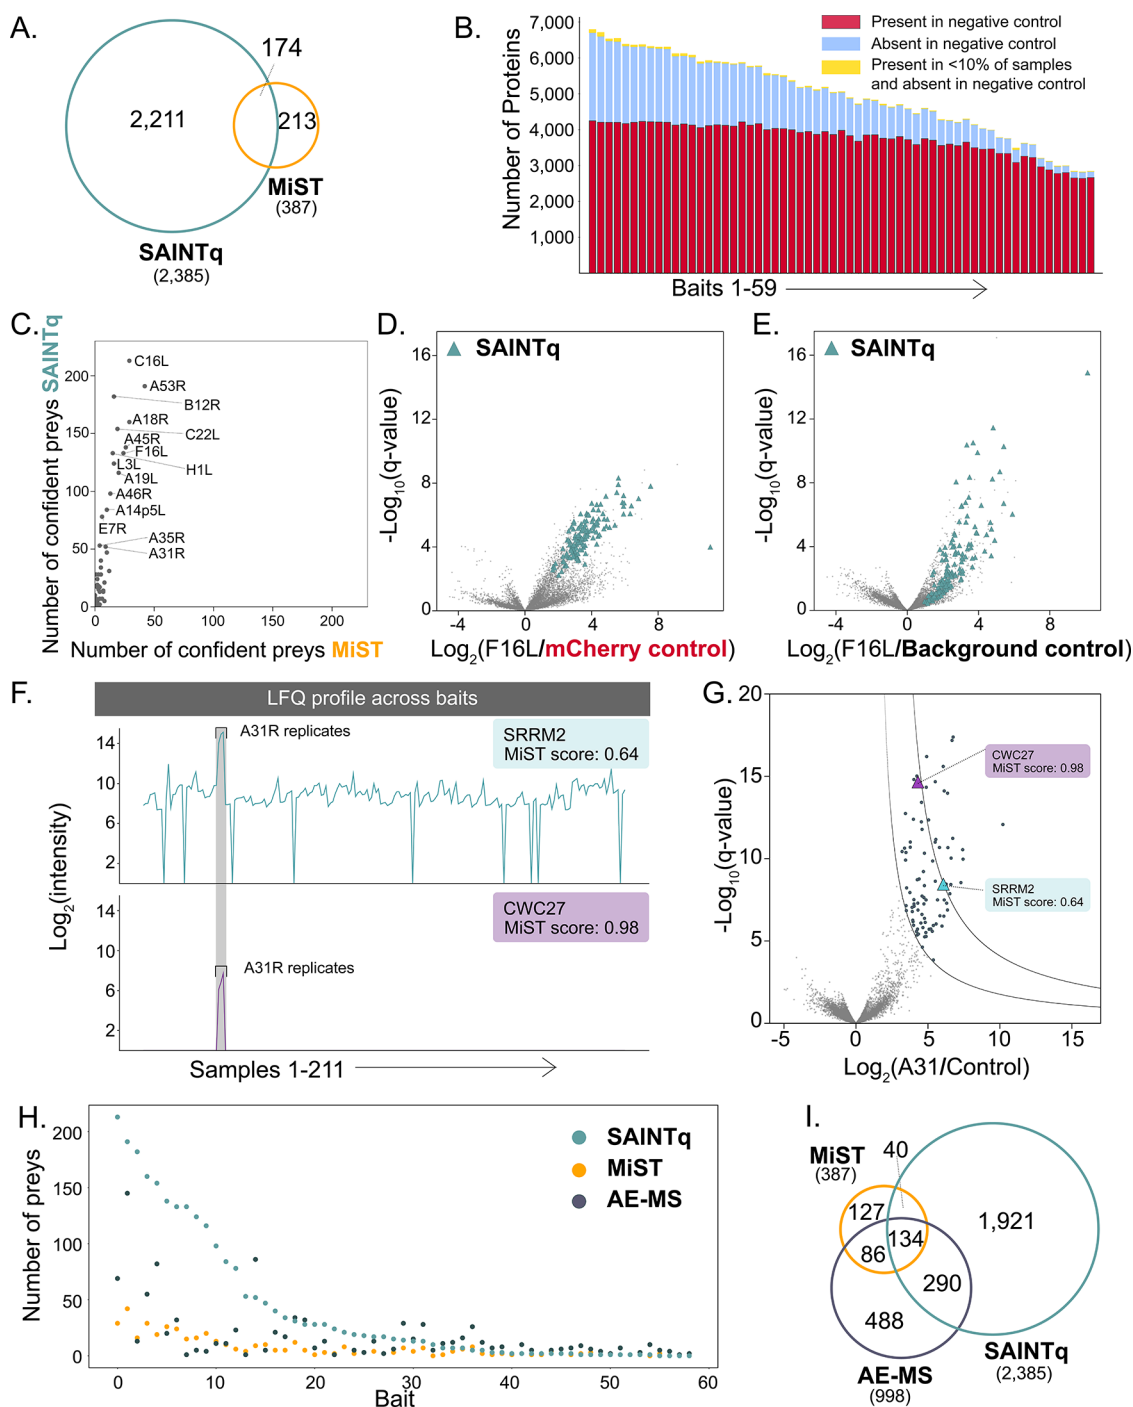 A.
174
2,211
213
MiST
(387)
SAINTq
(2,385)
B.
Number of Proteins
7,000
6,000
5,000
4,000
3,000
2,000
1,000
Present in negative control
Absent in negative control
Present in <10% of samples
and absent in negative control
Baits 1-59
C.
Number of confident preys SAINTq
200
150
100
50
0
C16L
A53R
B12R
A18R
C22L
A45R
F16L
H1L
L3L
A19L
A46R
A14p5L
E7R
A35R
A31R
0
50
100
150
200
Number of confident preys MiST
D.
SAINTq
-Log10(q-value)
16
12
8
4
0
-4
0
4
8
12
Log2(F16L/mCherry control)
E.
SAINTq
-Log10(q-value)
16
12
8
4
0
-4
0
4
8
Log2(F16L/Background control)
F.
LFQ profile across baits
Log2(intensity)
14
10
6
2
A31R replicates
SRRM2
MiST score: 0.64
14
10
6
2
A31R replicates
CWC27
MiST score: 0.98
Samples 1-211
G.
-Log10(q-value)
20
15
10
5
0
CWC27
MiST score: 0.98
SRRM2
MiST score: 0.64
-5
0
5
10
15
Log2(A31/Control)
H.
Number of preys
200
150
100
50
0
SAINTq
MiST
AE-MS
0
10
20
30
40
50
60
Bait
I.
MiST
(387)
40
127
134
86
1,921
290
488
SAINTq
(2,385)
AE-MS
(998)